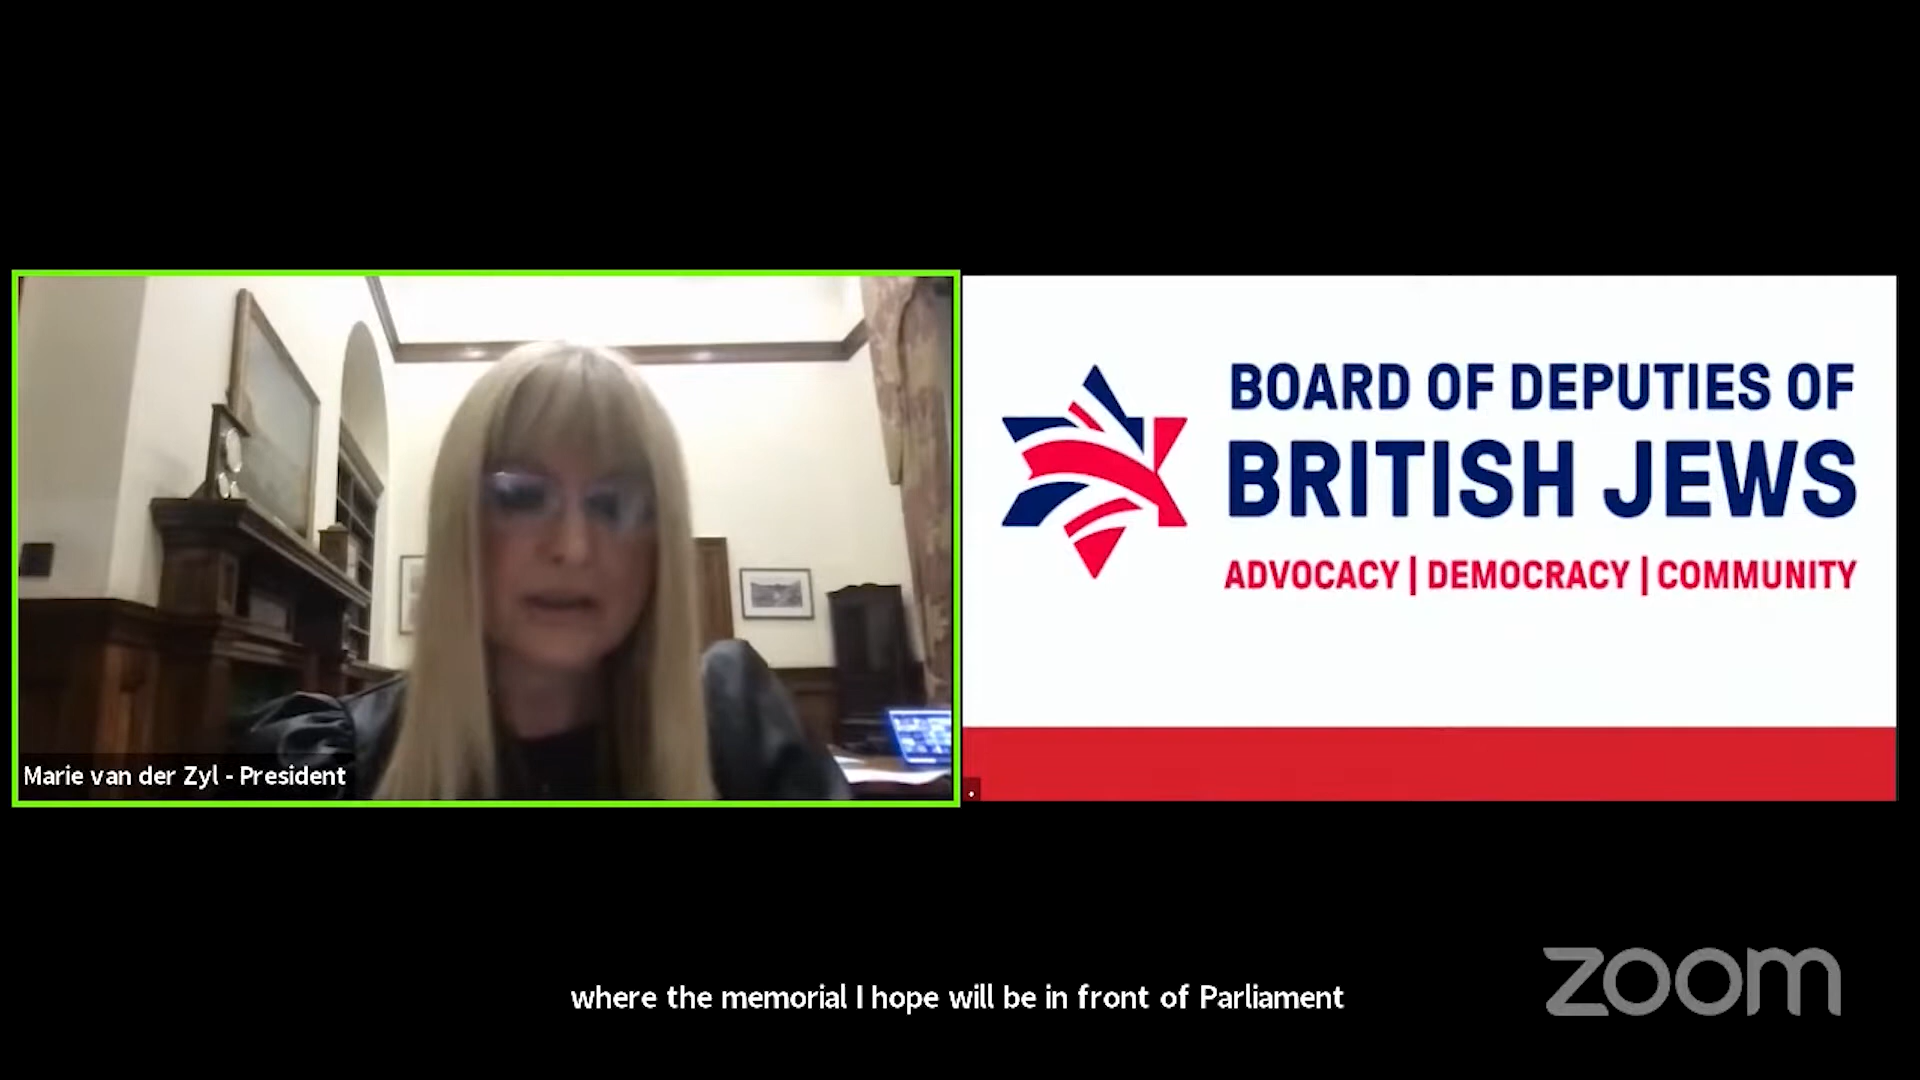 BOARD OF DEPUTIES OF
BRITISH JEWS
ADVOCACY | DEMOCRACY | COMMUNITY
Marie van der Zyl - President
where the memorial I hope will be in front of Parliament
zoom